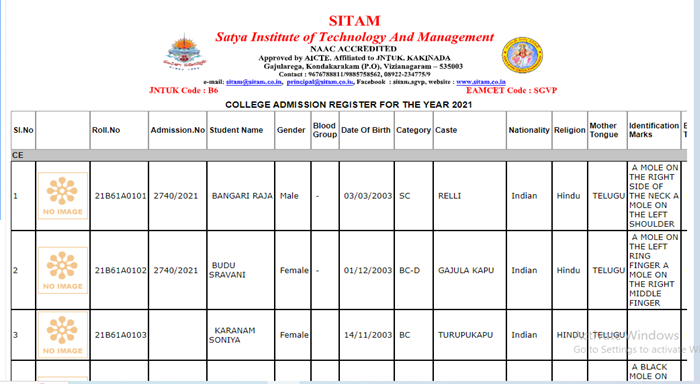 SITAM
Satya Institute of Technology And Management
NAAC ACCREDITED
Approved by AICTE, Affiliated to JNTUK, KAKINADA
Gajularega, Kondakarakam (P.O), Vizianagaram – 535003
Contact : 9676788811/9885758562, 08922-234775/9
e-mail; sitam@sitam.co.in, principal@sitam.co.in, Facebook : sitam.sgvp, website : www.sitam.co.in
JNTUK Code : B6 EAMCET Code : SGVP
COLLEGE ADMISSION REGISTER FOR THE YEAR 2021
Sl.No Roll.No Admission.No Student Name Gender Blood Group Date Of Birth Category Caste Nationality Religion Mother Tongue Identification Marks
CE
1 NO IMAGE 21B61A0101 2740/2021 BANGARI RAJA Male - 03/03/2003 SC RELLI Indian Hindu TELUGU A MOLE ON THE RIGHT SIDE OF THE NECK A MOLE ON THE LEFT SHOULDER
2 NO IMAGE 21B61A0102 2740/2021 BUDU SRAVANI Female - 01/12/2003 BC-D GAJULA KAPU Indian Hindu TELUGU A MOLE ON THE LEFT RING FINGER A MOLE ON THE RIGHT MIDDLE FINGER
3 NO IMAGE 21B61A0103 KARANAM SONIYA Female 14/11/2003 BC TURUPUKAPU Indian HINDU TELUGU
Activate Windows
Go to Settings to activate Wi
A BLACK
MOLE ON